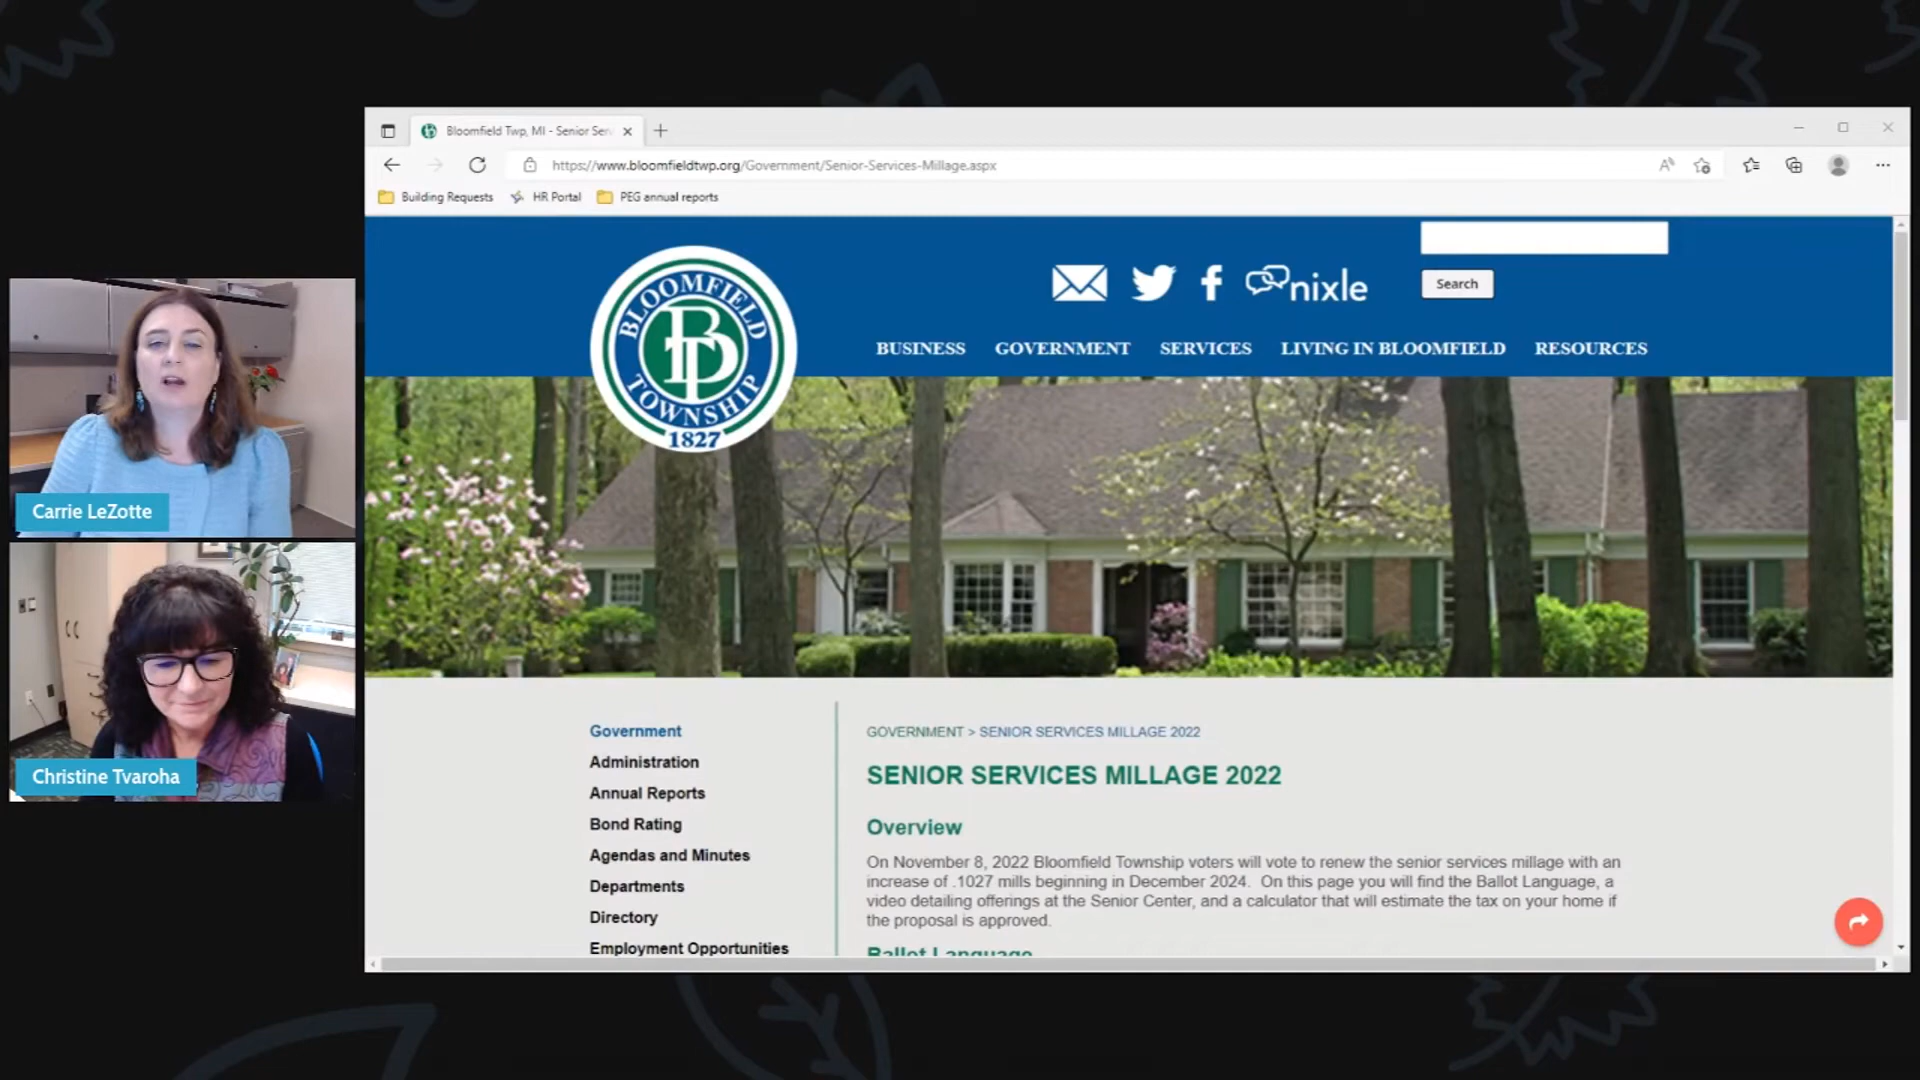 Bloomfield Twp, MI - Senior Ser
https://www.bloomfieldtwp.org/Government/Senior-Services-Millage.aspx
Building Requests
HR Portal
PEG annual reports
BLOOMFIELD
TOWNSHIP
1827
BT
nixle
Search
BUSINESS
GOVERNMENT
SERVICES
LIVING IN BLOOMFIELD
RESOURCES
Carrie LeZotte
Christine Tvaroha
Government
Administration
Annual Reports
Bond Rating
Agendas and Minutes
Departments
Directory
Employment Opportunities
GOVERNMENT > SENIOR SERVICES MILLAGE 2022
SENIOR SERVICES MILLAGE 2022
Overview
On November 8, 2022 Bloomfield Township voters will vote to renew the senior services millage with an
increase of .1027 mills beginning in December 2024. On this page you will find the Ballot Language, a
video detailing offerings at the Senior Center, and a calculator that will estimate the tax on your home if
the proposal is approved.
Ballot Language